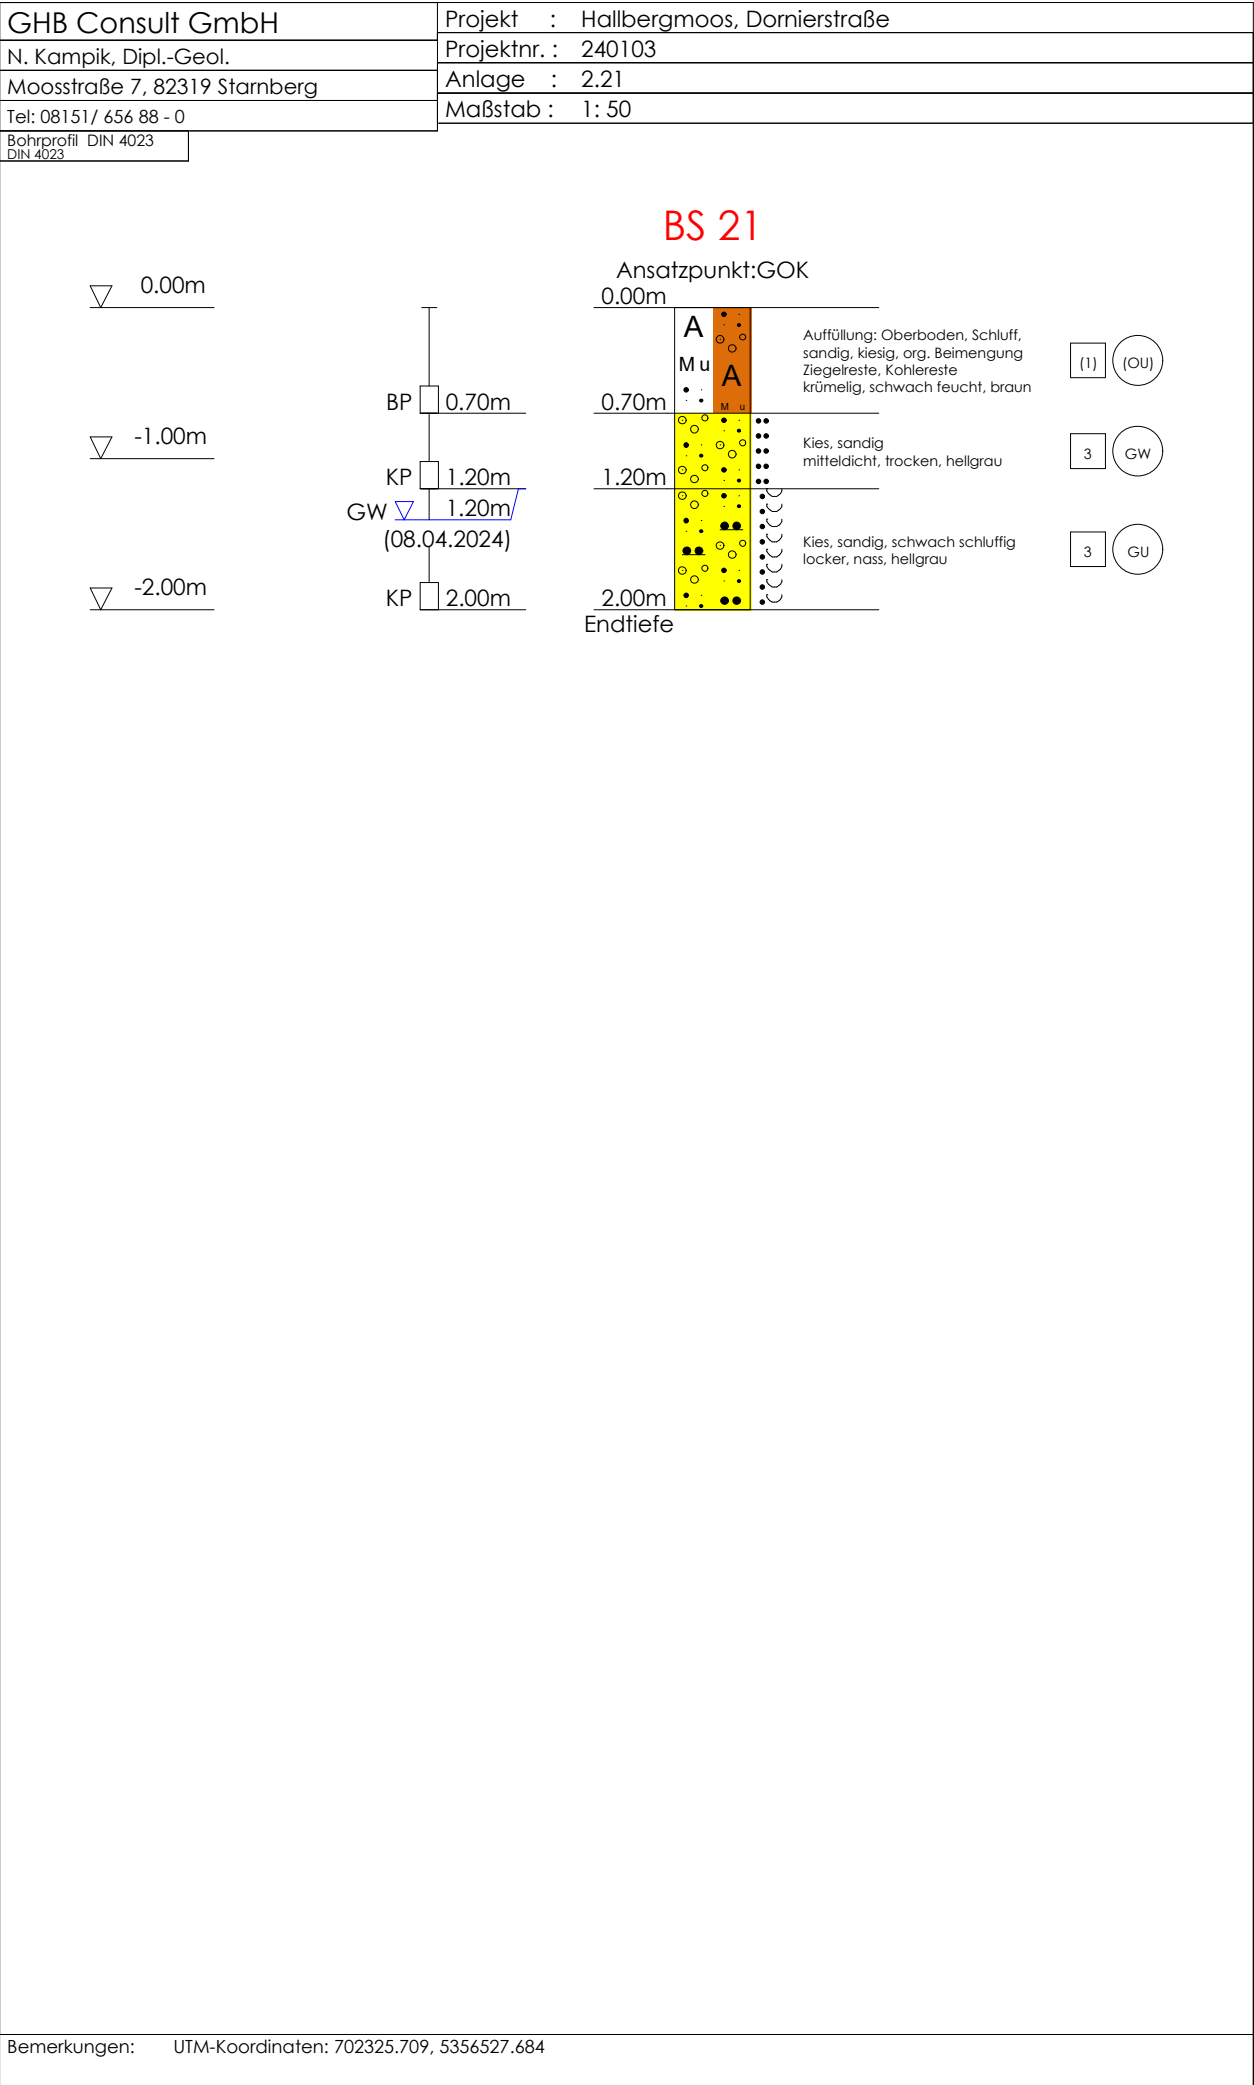 GHB Consult GmbH
N. Kampik, Dipl.-Geol.
Moosstraße 7, 82319 Starnberg
Tel: 08151/ 656 88 - 0
Bohrprofil DIN 4023
DIN 4023
Projekt : Hallbergmoos, Dornierstraße
Projektnr. : 240103
Anlage : 2.21
Maßstab : 1: 50
BS 21
Ansatzpunkt:GOK
0.00m
0.00m
A
Mu
A
Mu
Auffüllung: Oberboden, Schluff,
sandig, kiesig, org. Beimengung
Ziegelreste, Kohlereste
krümelig, schwach feucht, braun
(1) (OU)
BP 0.70m
0.70m
-1.00m
Kies, sandig
mitteldicht, trocken, hellgrau
3 GW
KP 1.20m
1.20m
GW 1.20m
(08.04.2024)
Kies, sandig, schwach schluffig
locker, nass, hellgrau
3 GU
-2.00m
KP 2.00m
2.00m
Endtiefe
Bemerkungen: UTM-Koordinaten: 702325.709, 5356527.684